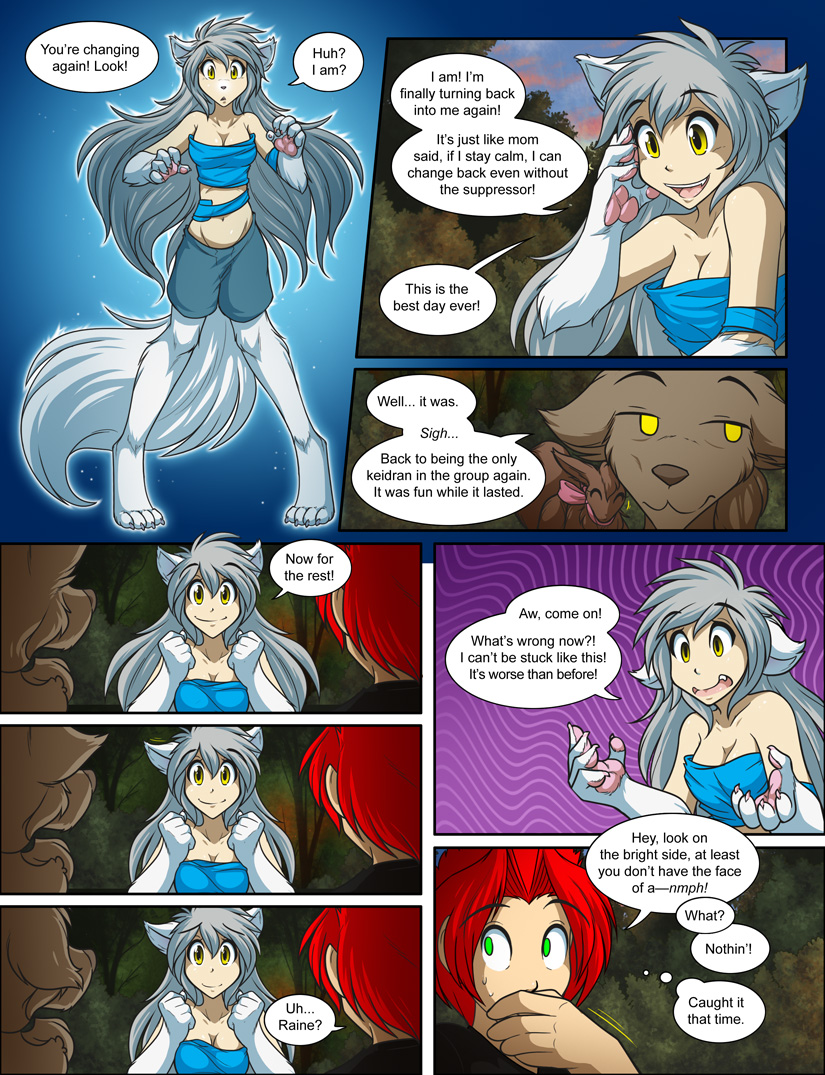 You're changing
again! Look!
Huh?
I am?
I am! I'm
finally turning back
into me again!
It's just like mom
said, if I stay calm, I can
change back even without
the suppressor!
This is the
best day ever!
Well... it was.
Sigh...
Back to being the only
keidran in the group again.
It was fun while it lasted.
Now for
the rest!
Uh...
Raine?
Aw, come on!
What's wrong now?!
I can't be stuck like this!
It's worse than before!
Hey, look on
the bright side, at least
you don't have the face
of a—nmph!
What?
Nothin'!
Caught it
that time.